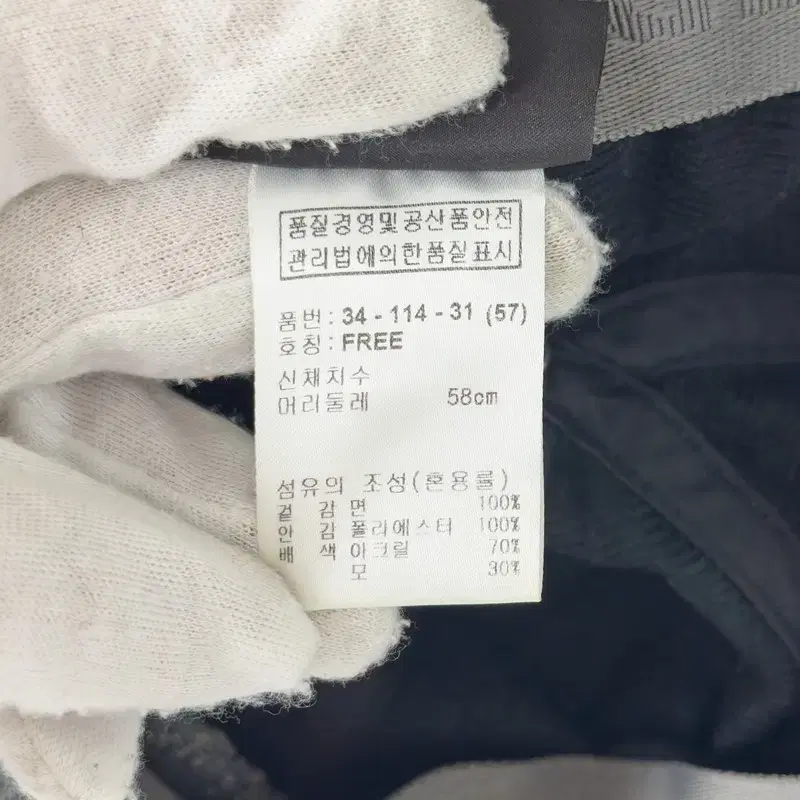 품질경영및공산품안전
관리법에의한품질표시
품번 : 34 - 114 - 31 (57)
호칭 : FREE
신체치수
머리둘레 58cm
섬유의 조성(혼용률)
겉 감 면 100%
안 감 폴리에스터 100%
배 색 아크릴 70%
모 30%